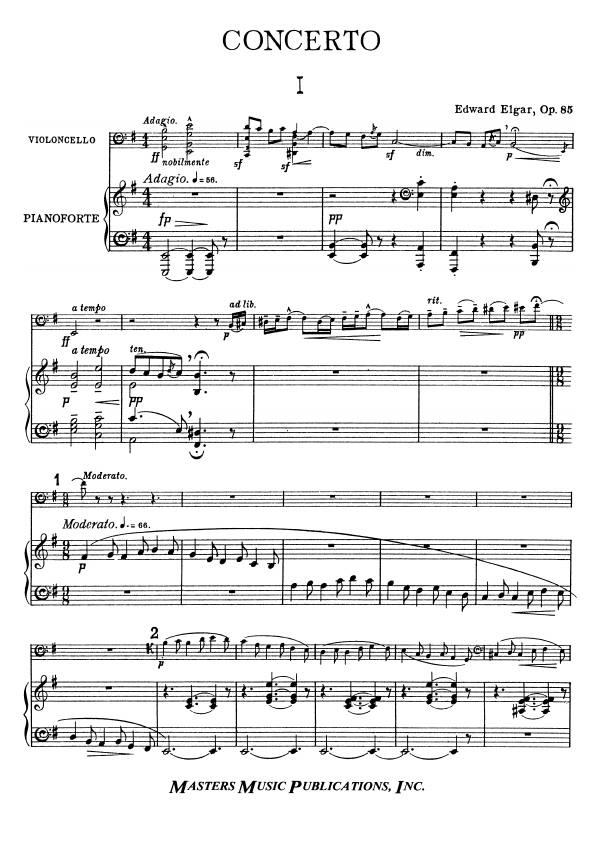 CONCERTO
I
Edward Elgar, Op. 85
Adagio.
VIOLONCELLO
ff nobilmente sf sf sf dim.
Adagio. ♩=56.
PIANOFORTE
fp pp
a tempo ad lib. rit.
ff pp
a tempo ten.
p pp
1 Moderato.
Moderato. ♩.=66.
p
2
p
MASTERS MUSIC PUBLICATIONS, INC.